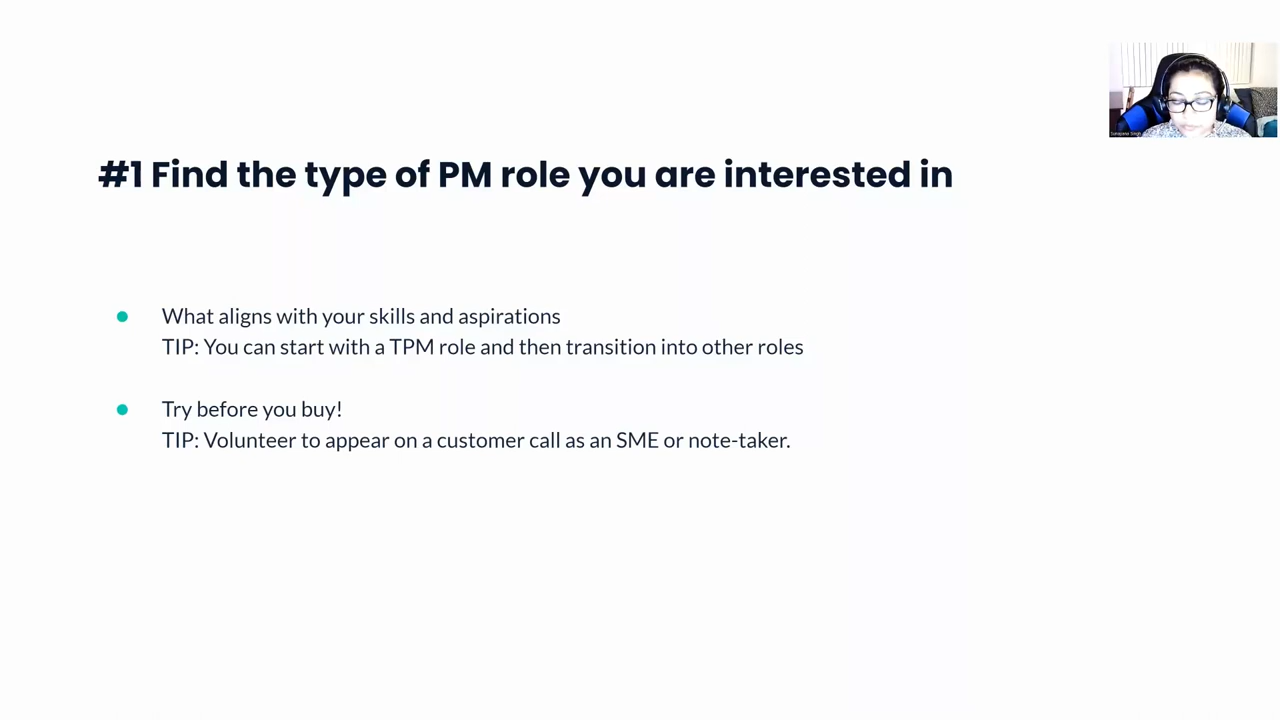 #1 Find the type of PM role you are interested in
What aligns with your skills and aspirations
TIP: You can start with a TPM role and then transition into other roles
Try before you buy!
TIP: Volunteer to appear on a customer call as an SME or note-taker.